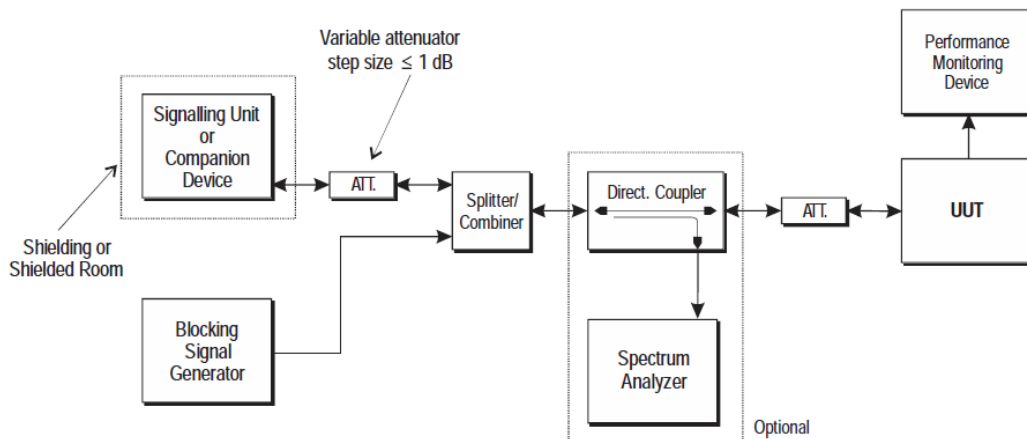 Variable attenuator
step size ≤ 1 dB
Performance
Monitoring
Device
Signalling Unit
or
Companion
Device
ATT.
Splitter/
Combiner
Direct. Coupler
ATT.
UUT
Shielding or
Shielded Room
Blocking
Signal
Generator
Spectrum
Analyzer
Optional